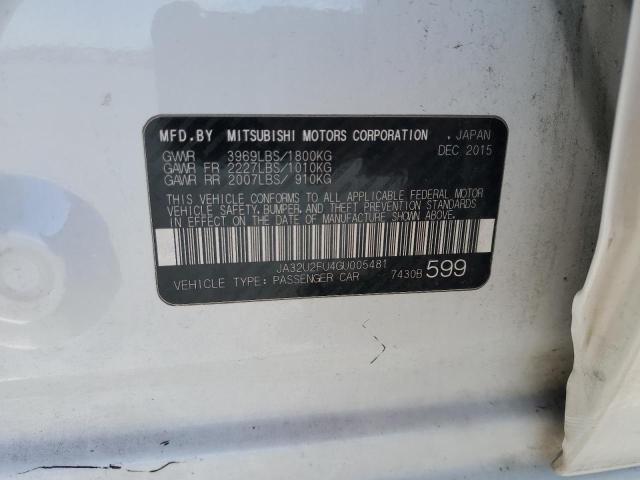 MFD.BY MITSUBISHI MOTORS CORPORATION , JAPAN
DEC. 2015
GVWR 3969LBS/1800KG
GAWR FR 2227LBS/1010KG
GAWR RR 2007LBS/ 910KG
THIS VEHICLE CONFORMS TO ALL APPLICABLE FEDERAL MOTOR
VEHICLE SAFETY, BUMPER, AND THEFT PREVENTION STANDARDS
IN EFFECT ON THE DATE OF MANUFACTURE SHOWN ABOVE.
JA32U2FU4GU005481
VEHICLE TYPE: PASSENGER CAR 7430B 599